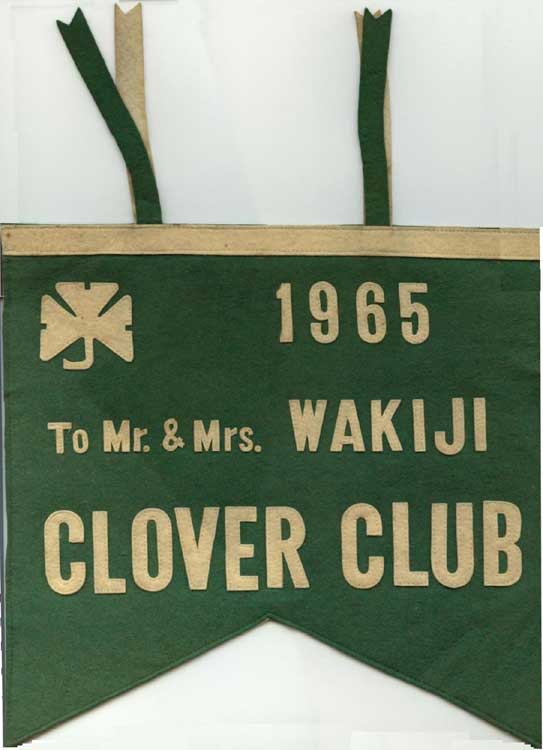 1965
To Mr. & Mrs. WAKIJI
CLOVER CLUB